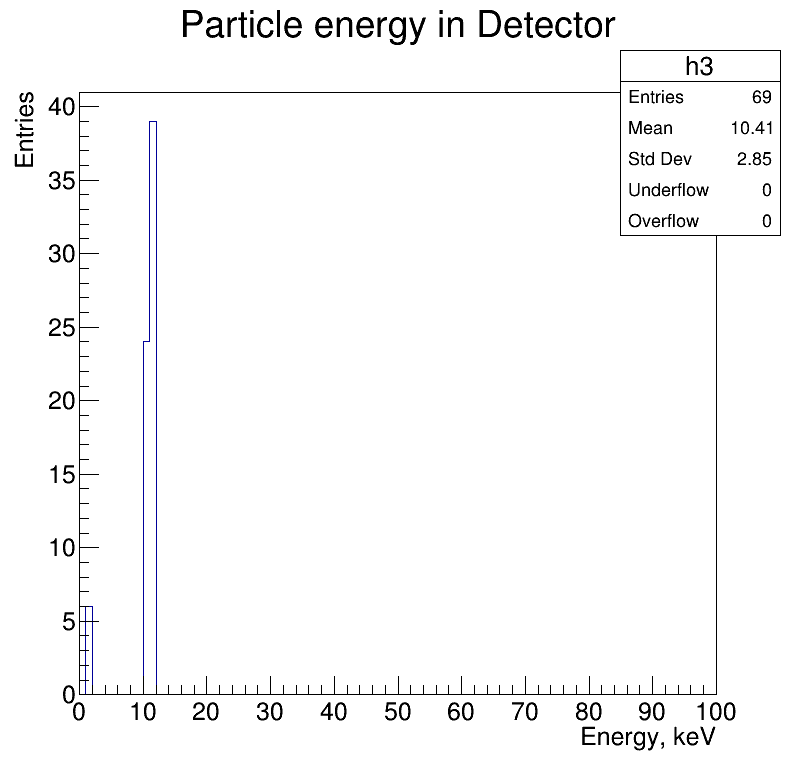 Particle energy in Detector
h3
Entries 69
Mean 10.41
Std Dev 2.85
Underflow 0
Overflow 0
Entries
40
35
30
25
20
15
10
5
0
0 10 20 30 40 50 60 70 80 90 100
Energy, keV